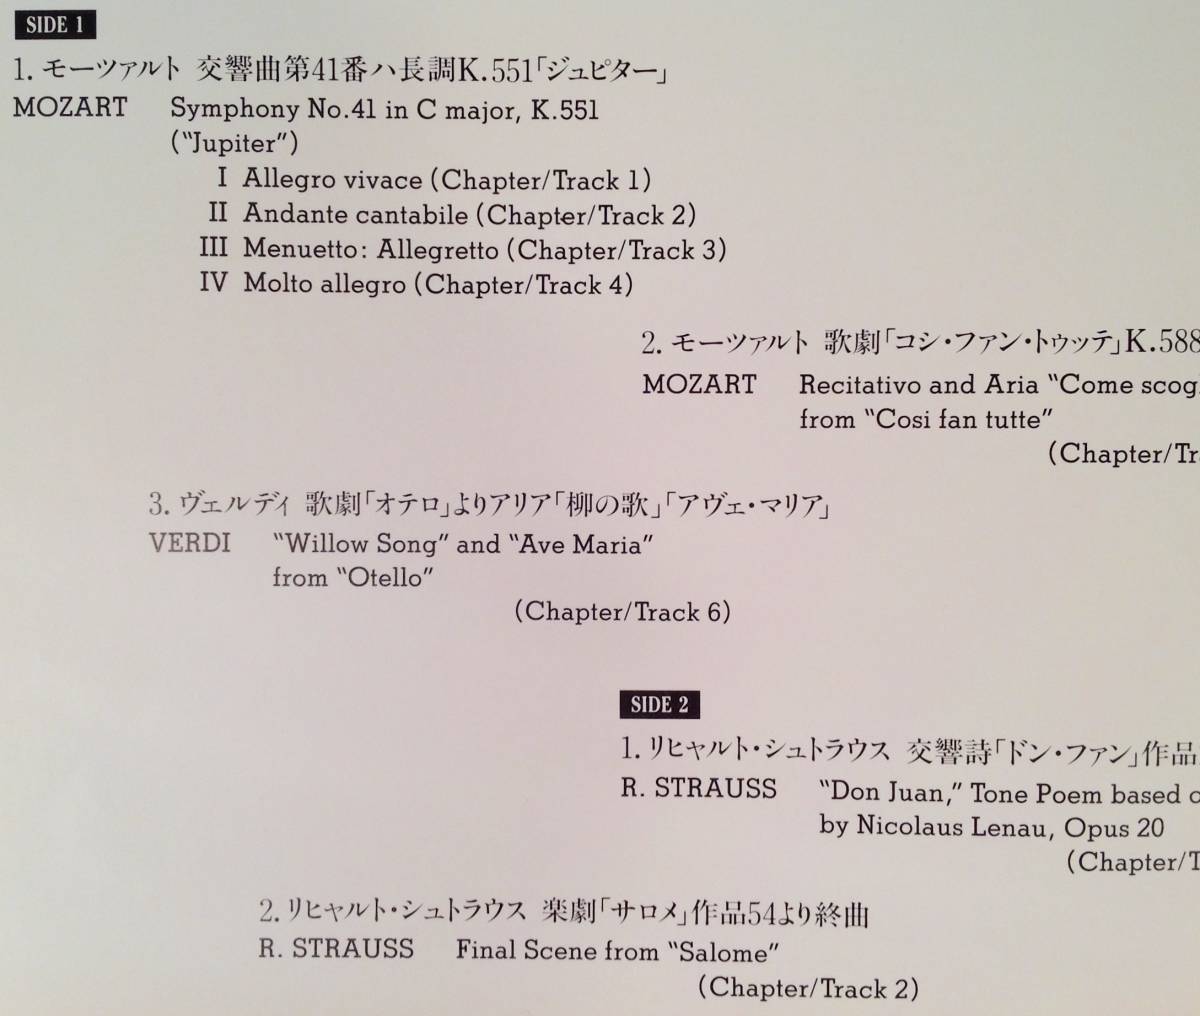 SIDE 1
1. モーツァルト 交響曲第41番ハ長調K.551「ジュピター」
MOZART Symphony No.41 in C major, K.551
("Jupiter")
I Allegro vivace (Chapter/Track 1)
II Andante cantabile (Chapter/Track 2)
III Menuetto: Allegretto (Chapter/Track 3)
IV Molto allegro (Chapter/Track 4)
2. モーツァルト 歌劇「コシ・ファン・トゥッテ」K.588
MOZART Recitativo and Aria "Come
from "Cosi fan tutte"
(Chapter/
3. ヴェルディ 歌劇「オテロ」よりアリア「柳の歌」「アヴェ・マリア」
VERDI "Willow Song" and "Ave Maria"
from "Otello"
(Chapter/Track 6)
SIDE 2
1. リヒャルト・シュトラウス 交響詩「ドン・ファン」作品
R. STRAUSS "Don Juan," Tone Poem based
by Nicolaus Lenau, Opus 20
(Chapter/
2. リヒャルト・シュトラウス 楽劇「サロメ」作品54より終曲
R. STRAUSS Final Scene from "Salome"
(Chapter/Track 2)